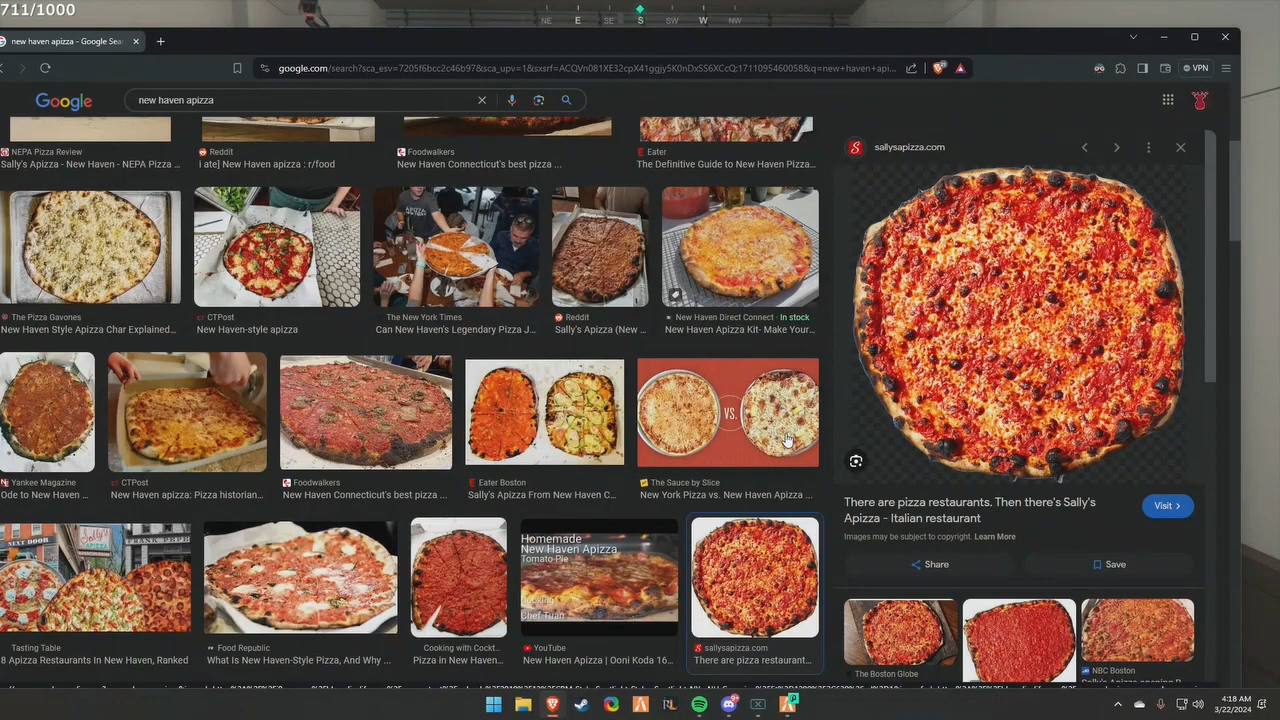 711/1000
NE E SE S SW W NW
new haven apizza - Google Sea
google.com/search?sca_esv=7205f6bcc2c46b97&sca_upv=1&sxsrf=ACQVn081XE32cpX41ggjy5K0nDxSS6XCcQ:1711095460058&q=new+haven+api...
VPN
Google
new haven apizza
NEPA Pizza Review
Sally's Apizza - New Haven - NEPA Pizza ...
Reddit
i ate] New Haven apizza : r/food
Foodwalkers
New Haven Connecticut's best pizza ...
Eater
The Definitive Guide to New Haven Pizza...
sallysapizza.com
The Pizza Gavones
New Haven Style Apizza Char Explained...
CTPost
New Haven-style apizza
The New York Times
Can New Haven's Legendary Pizza J...
Reddit
Sally's Apizza (New ...
New Haven Direct Connect · In stock
New Haven Apizza Kit- Make Your...
VS.
Yankee Magazine
Ode to New Haven ...
CTPost
New Haven apizza: Pizza historian...
Foodwalkers
New Haven Connecticut's best pizza ...
Eater Boston
Sally's Apizza From New Haven C...
The Sauce by Slice
New York Pizza vs. New Haven Apizza ...
There are pizza restaurants. Then there's Sally's
Apizza - Italian restaurant
Visit
Images may be subject to copyright. Learn More
Share
Save
NEXT DOOR
Sally's
FRANK PEPE
Homemade
New Haven Apizza
Tomato Pie
Chef Tuan
Tasting Table
8 Apizza Restaurants In New Haven, Ranked
Food Republic
What Is New Haven-Style Pizza, And Why ...
Cooking with Cockt...
Pizza in New Haven...
YouTube
New Haven Apizza | Ooni Koda 16...
sallysapizza.com
There are pizza restaurant...
The Boston Globe
NBC Boston
Sally's Apizza opening B
4:18 AM
3/22/2024